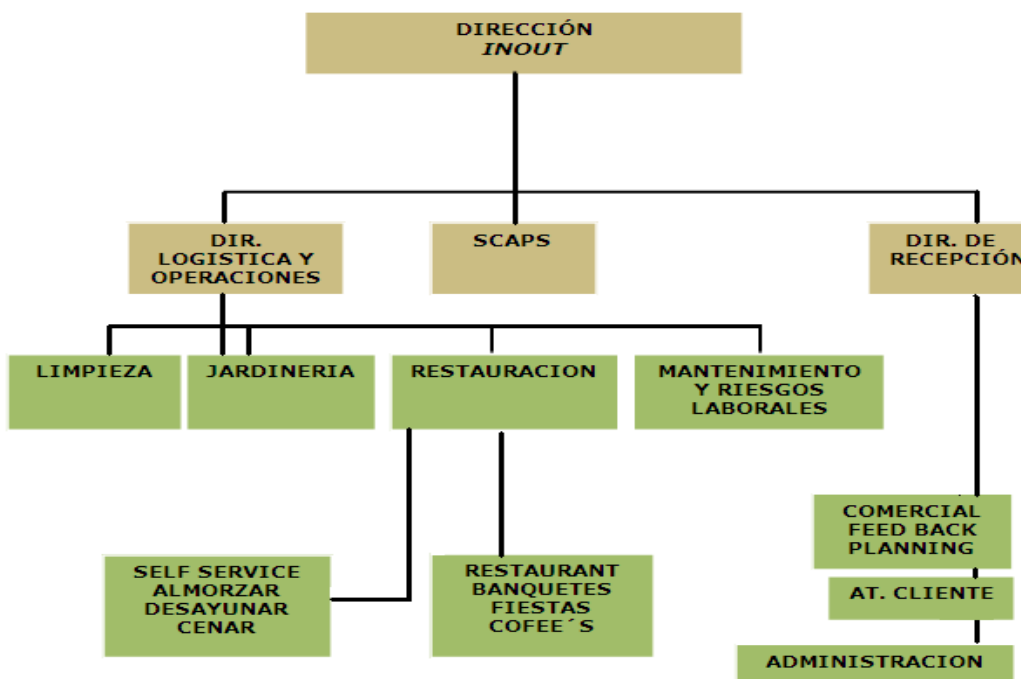 DIRECCIÓN
INOUT
DIR.
LOGISTICA Y
OPERACIONES
SCAPS
DIR. DE
RECEPCIÓN
LIMPIEZA
JARDINERIA
RESTAURACION
MANTENIMIENTO
Y RIESGOS
LABORALES
SELF SERVICE
ALMORZAR
DESAYUNAR
CENAR
RESTAURANT
BANQUETES
FIESTAS
COFEE´S
COMERCIAL
FEED BACK
PLANNING
AT. CLIENTE
ADMINISTRACION